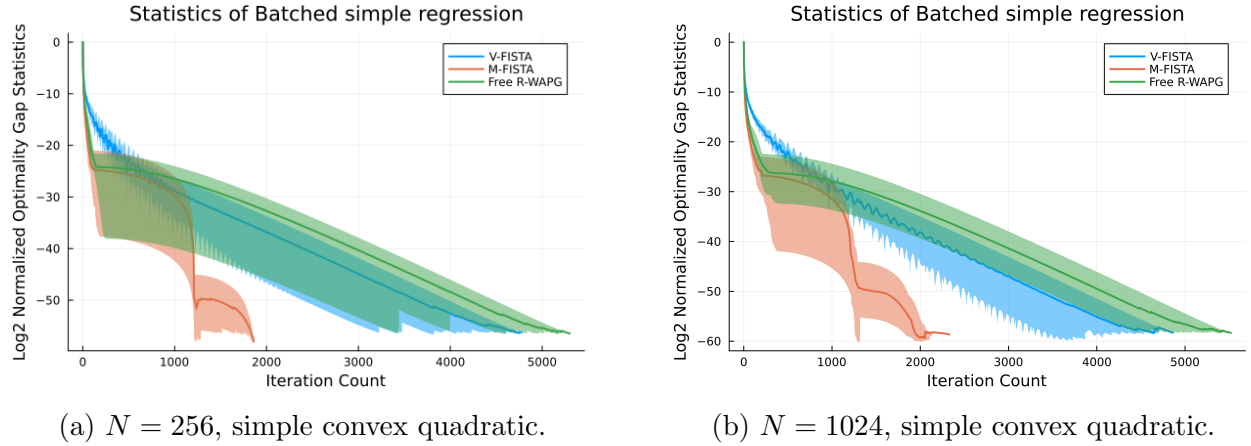 Statistics of Batched simple regression
Log2 Normalized Optimality Gap Statistics
0
−10
−20
−30
−40
−50
V-FISTA
M-FISTA
Free R-WAPG
0
1000
2000
3000
4000
5000
Iteration Count
(a) N = 256, simple convex quadratic.
Statistics of Batched simple regression
Log2 Normalized Optimality Gap Statistics
0
−10
−20
−30
−40
−50
−60
V-FISTA
M-FISTA
Free R-WAPG
0
1000
2000
3000
4000
5000
Iteration Count
(b) N = 1024, simple convex quadratic.